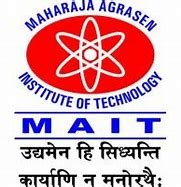 MAHARAJA AGRASEN
INSTITUTE OF TECHNOLOGY
MAIT
उद्यमेन हि सिध्यन्ति
कार्याणि न मनोरथैः